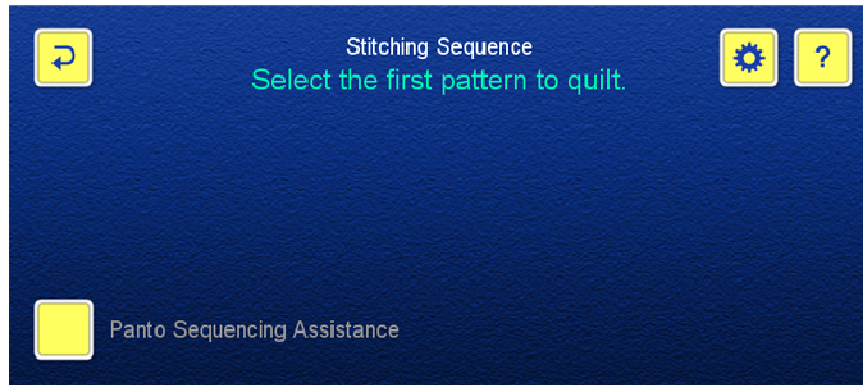 Stitching Sequence
Select the first pattern to quilt.
?
Panto Sequencing Assistance